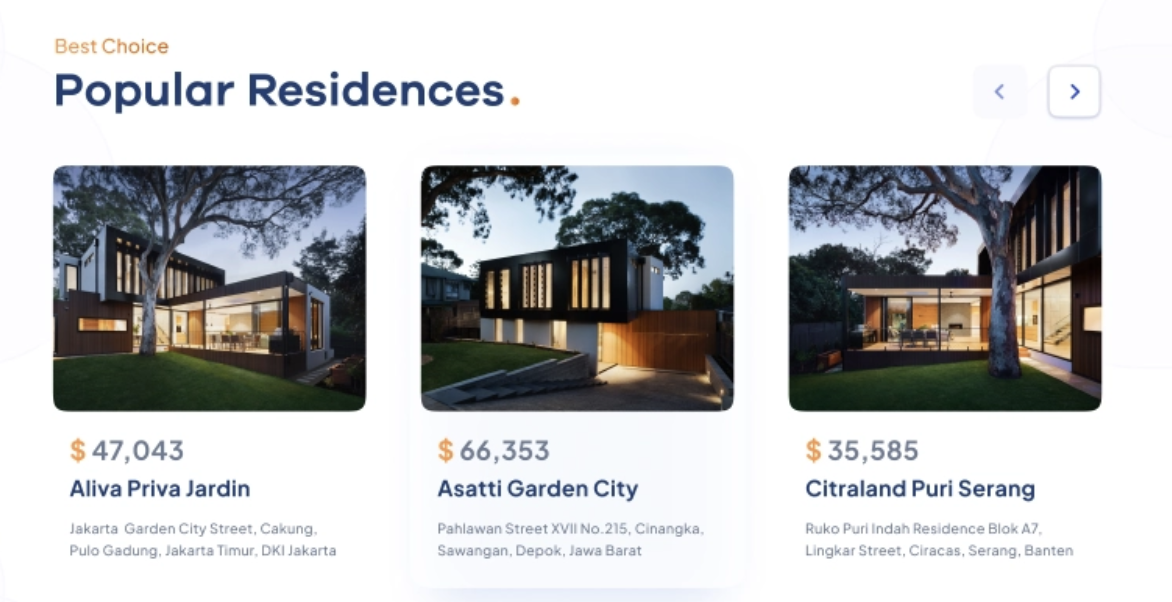 Best Choice
Popular Residences.
$ 47,043
Aliva Priva Jardin
Jakarta Garden City Street, Cakung,
Pulo Gadung, Jakarta Timur, DKI Jakarta
$ 66,353
Asatti Garden City
Pahlawan Street XVII No.215, Cinangka,
Sawangan, Depok, Jawa Barat
$ 35,585
Citraland Puri Serang
Ruko Puri Indah Residence Blok A7,
Lingkar Street, Ciracas, Serang, Banten